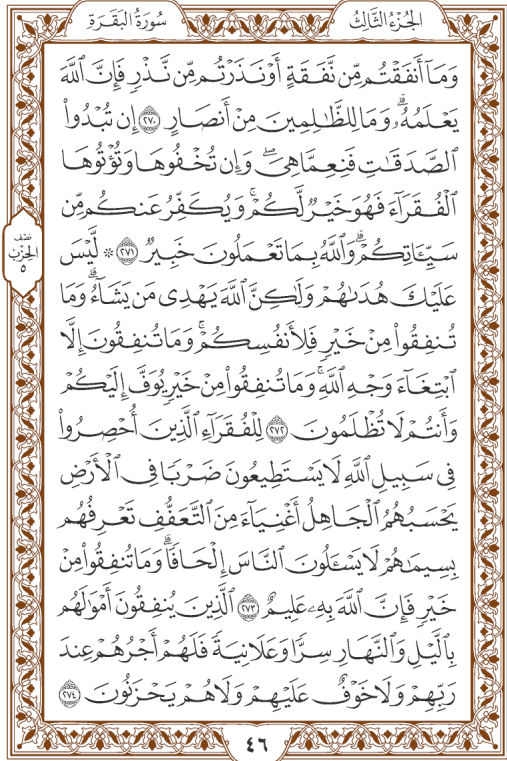 الجُزْءُ الثَّالِثُ
سُورَةُ البَقَرَةِ
وَمَآ أَنفَقْتُم مِّن نَّفَقَةٍ أَوْ نَذَرْتُم مِّن نَّذْرٍ فَإِنَّ ٱللَّهَ
يَعْلَمُهُۥۗ وَمَا لِلظَّٰلِمِينَ مِنْ أَنصَارٍ ٢٧٠ إِن تُبْدُوا۟
ٱلصَّدَقَٰتِ فَنِعِمَّا هِىَۖ وَإِن تُخْفُوهَا وَتُؤْتُوهَا
ٱلْفُقَرَآءَ فَهُوَ خَيْرٌ لَّكُمْۚ وَيُكَفِّرُ عَنكُم مِّن
سَيِّـَٔاتِكُمْۗ وَٱللَّهُ بِمَا تَعْمَلُونَ خَبِيرٌ ٢٧١ ۞ لَّيْسَ
عَلَيْكَ هُدَىٰهُمْ وَلَٰكِنَّ ٱللَّهَ يَهْدِى مَن يَشَآءُۗ وَمَا
تُنفِقُوا۟ مِنْ خَيْرٍ فَلِأَنفُسِكُمْۚ وَمَا تُنفِقُونَ إِلَّا
ٱبْتِغَآءَ وَجْهِ ٱللَّهِۚ وَمَا تُنفِقُوا۟ مِنْ خَيْرٍ يُوَفَّ إِلَيْكُمْ
وَأَنتُمْ لَا تُظْلَمُونَ ٢٧٢ لِلْفُقَرَآءِ ٱلَّذِينَ أُحْصِرُوا۟
فِى سَبِيلِ ٱللَّهِ لَا يَسْتَطِيعُونَ ضَرْبًا فِى ٱلْأَرْضِ
يَحْسَبُهُمُ ٱلْجَاهِلُ أَغْنِيَآءَ مِنَ ٱلتَّعَفُّفِ تَعْرِفُهُم
بِسِيمَٰهُمْ لَا يَسْـَٔلُونَ ٱلنَّاسَ إِلْحَافًاۗ وَمَا تُنفِقُوا۟ مِنْ
خَيْرٍ فَإِنَّ ٱللَّهَ بِهِۦ عَلِيمٌ ٢٧٣ ٱلَّذِينَ يُنفِقُونَ أَمْوَٰلَهُم
بِٱلَّيْلِ وَٱلنَّهَارِ سِرًّا وَعَلَانِيَةً فَلَهُمْ أَجْرُهُمْ عِندَ
رَبِّهِمْ وَلَا خَوْفٌ عَلَيْهِمْ وَلَا هُمْ يَحْزَنُونَ ٢٧٤
نصف
الحزب
٥
٤٦